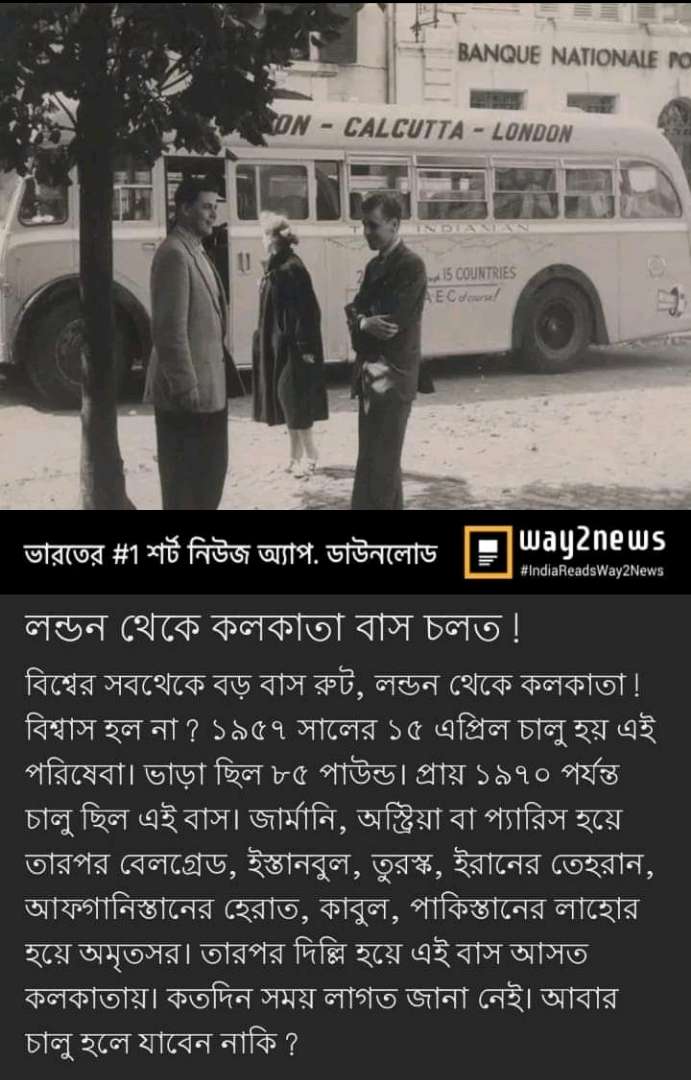 BANQUE NATIONALE PO
ON - CALCUTTA - LONDON
THE INDIAMAN
15 COUNTRIES
AEC of course!
ভারতের #1 শর্ট নিউজ অ্যাপ. ডাউনলোড
way2news
#IndiaReadsWay2News
লন্ডন থেকে কলকাতা বাস চলত !
বিশ্বের সবথেকে বড় বাস রুট, লন্ডন থেকে কলকাতা !
বিশ্বাস হল না ? ১৯৫৭ সালের ১৫ এপ্রিল চালু হয় এই
পরিষেবা। ভাড়া ছিল ৮৫ পাউন্ড। প্রায় ১৯৭০ পর্যন্ত
চালু ছিল এই বাস। জার্মানি, অস্ট্রিয়া বা প্যারিস হয়ে
তারপর বেলগ্রেড, ইস্তানবুল, তুরস্ক, ইরানের তেহরান,
আফগানিস্তানের হেরাত, কাবুল, পাকিস্তানের লাহোর
হয়ে অমৃতসর। তারপর দিল্লি হয়ে এই বাস আসত
কলকাতায়। কতদিন সময় লাগত জানা নেই। আবার
চালু হলে যাবেন নাকি ?